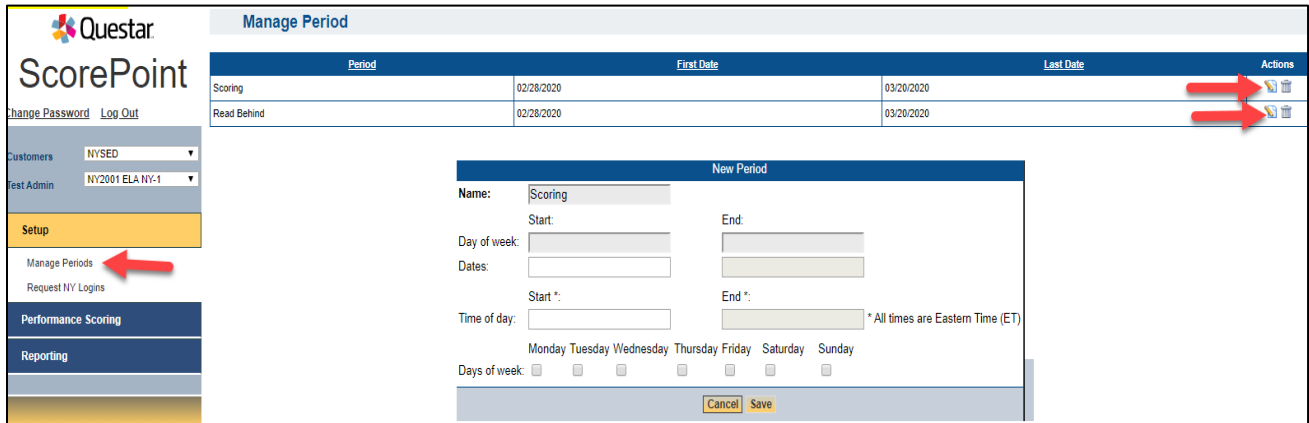 Questar
ScorePoint
Change Password Log Out
Customers NYSED
Test Admin NY2001 ELA NY-1
Setup
Manage Periods
Request NY Logins
Performance Scoring
Reporting
Manage Period
Period First Date Last Date Actions
Scoring 02/28/2020 03/20/2020
Read Behind 02/28/2020 03/20/2020
New Period
Name: Scoring
Start: End:
Day of week:
Dates:
Start *: End *:
Time of day: * All times are Eastern Time (ET)
Monday Tuesday Wednesday Thursday Friday Saturday Sunday
Days of week:
Cancel Save